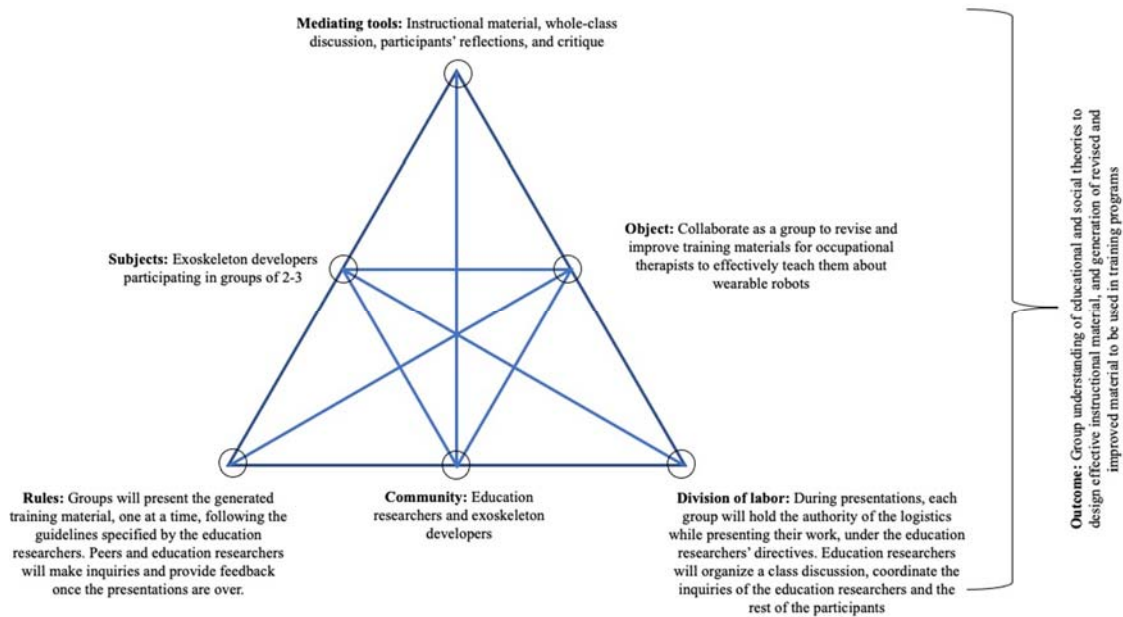 Mediating tools: Instructional material, whole-class
discussion, participants' reflections, and critique
Subjects: Exoskeleton developers
participating in groups of 2-3
Object: Collaborate as a group to revise and
improve training materials for occupational
therapists to effectively teach them about
wearable robots
Rules: Groups will present the generated
training material, one at a time, following the
guidelines specified by the education
researchers. Peers and education researchers
will make inquiries and provide feedback
once the presentations are over.
Community: Education
researchers and exoskeleton
developers
Division of labor: During presentations, each
group will hold the authority of the logistics
while presenting their work, under the education
researchers' directives. Education researchers
will organize a class discussion, coordinate the
inquiries of the education researchers and the
rest of the participants
Outcome: Group understanding of educational and social theories to
design effective instructional material, and generation of revised and
improved material to be used in training programs